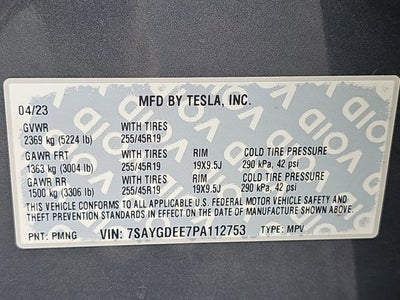 MFD BY TESLA, INC.
04/23
GVWR WITH TIRES
2369 kg (5224 lb) 255/45R19
GAWR FRT WITH TIRES RIM COLD TIRE PRESSURE
1363 kg (3004 lb) 255/45R19 19X9.5J 290 kPa, 42 psi
GAWR RR WITH TIRES RIM COLD TIRE PRESSURE
1500 kg (3306 lb) 255/45R19 19X9.5J 290 kPa, 42 psi
THIS VEHICLE CONFORMS TO ALL APPLICABLE U.S. FEDERAL MOTOR VEHICLE SAFETY AND
THEFT PREVENTION STANDARDS IN EFFECT ON THE DATE OF MANUFACTURE SHOWN ABOVE.
PNT: PMNG VIN: 7SAYGDEE7PA112753 TYPE: MPV
VOID
VOID
VOID
VOID